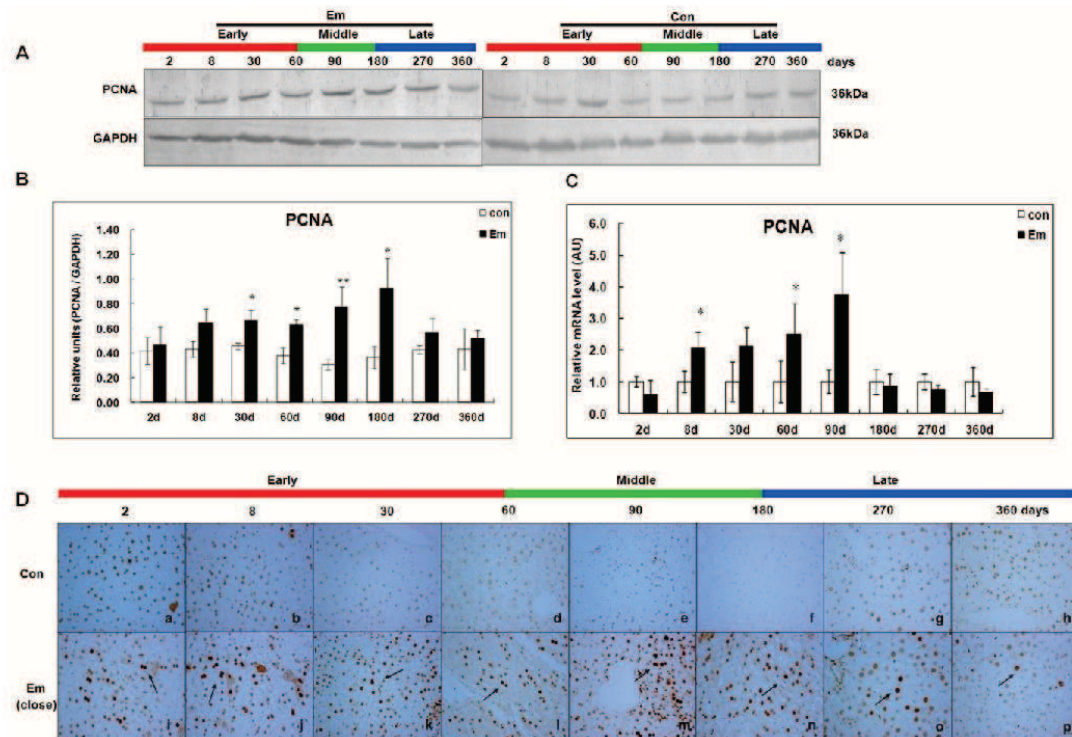 Em Con
Early Middle Late Early Middle Late
A
2 8 30 60 90 180 270 360 2 8 30 60 90 180 270 360 days
PCNA 36kDa
GAPDH 36kDa
B
PCNA
con
Em
Relative units (PCNA / GAPDH)
1.40
1.20
1.00
0.80
0.60
0.40
0.20
0.00
* * ** *
2d 8d 30d 60d 90d 180d 270d 360d
C
PCNA
con
Em
Relative mRNA level (AU)
6.0
5.0
4.0
3.0
2.0
1.0
0.0
* * *
2d 8d 30d 60d 90d 180d 270d 360d
D
Early Middle Late
2 8 30 60 90 180 270 360 days
Con
a b c d e f g h
Em
(close)
i j k l m n o p